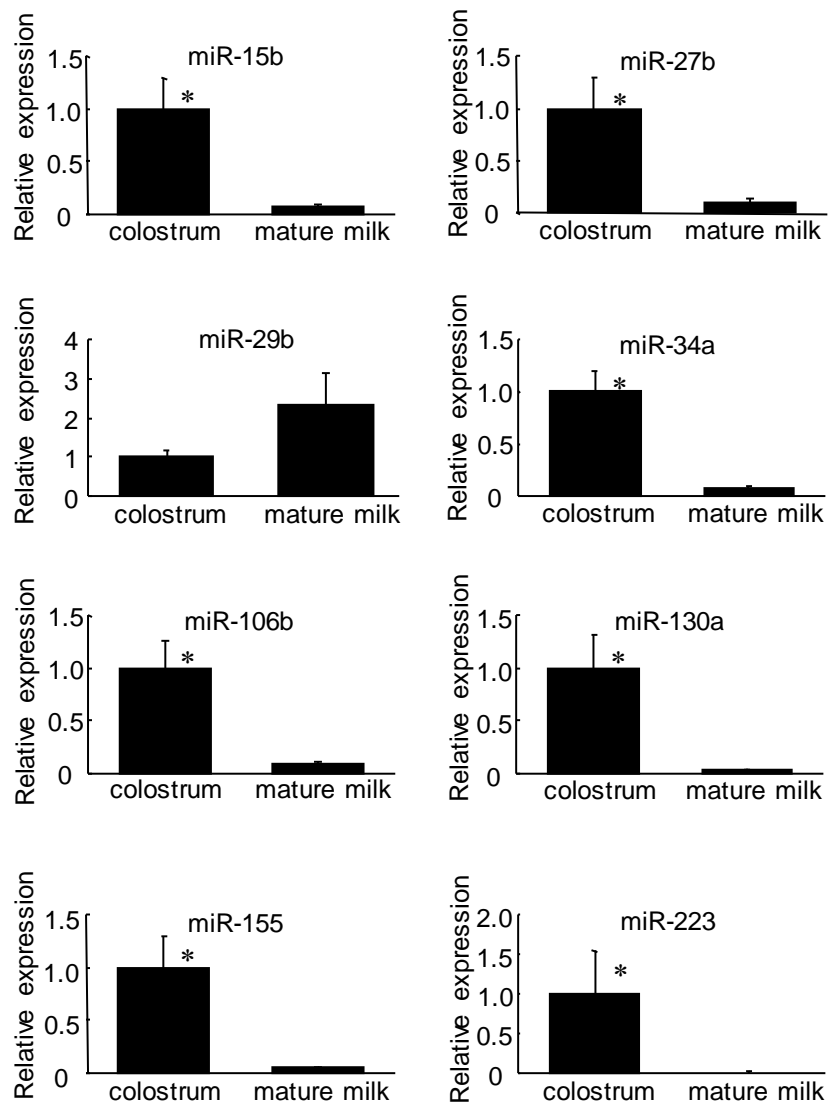 miR-15b
Relative expression
1.5
1.0
0.5
0
*
colostrum mature milk
miR-27b
Relative expression
1.5
1.0
0.5
0
*
colostrum mature milk
miR-29b
Relative expression
4
3
2
1
0
colostrum mature milk
miR-34a
Relative expression
1.5
1.0
0.5
0
*
colostrum mature milk
miR-106b
Relative expression
1.5
1.0
0.5
0
*
colostrum mature milk
miR-130a
Relative expression
1.5
1.0
0.5
0
*
colostrum mature milk
miR-155
Relative expression
1.5
1.0
0.5
0
*
colostrum mature milk
miR-223
Relative expression
2.0
1.5
1.0
0.5
0
*
colostrum mature milk